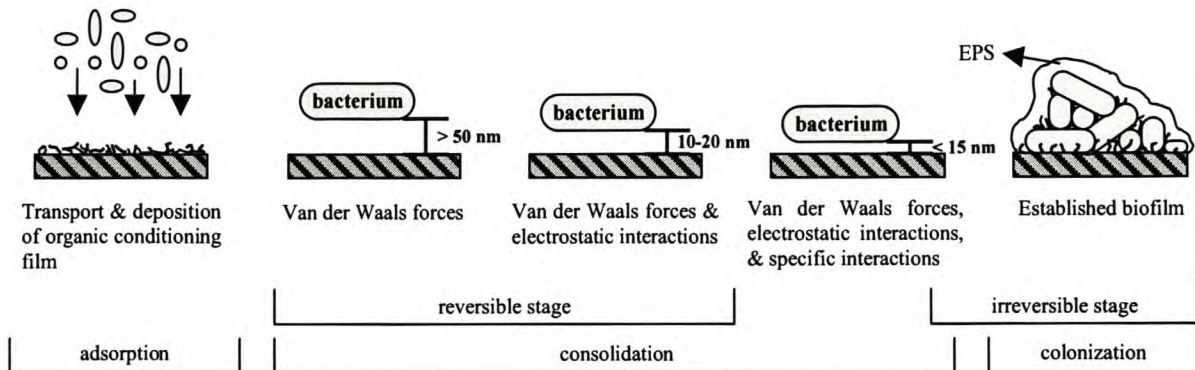 EPS
bacterium
> 50 nm
bacterium
10-20 nm
bacterium
< 15 nm
Transport & deposition
of organic conditioning
film
Van der Waals forces
Van der Waals forces &
electrostatic interactions
Van der Waals forces,
electrostatic interactions,
& specific interactions
Established biofilm
reversible stage
irreversible stage
adsorption
consolidation
colonization